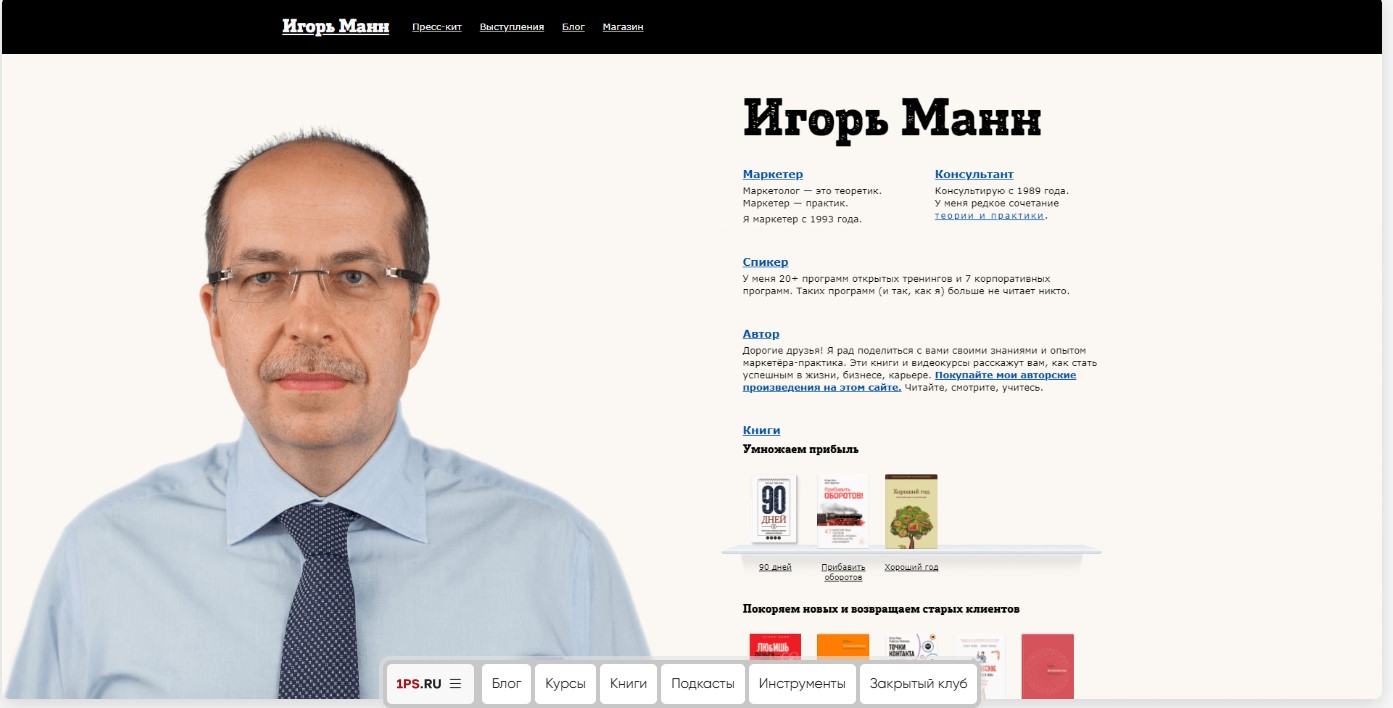 Игорь Манн
Пресс-кит
Выступления
Блог
Магазин
Игорь Манн
Маркетер
Маркетолог — это теоретик.
Маркетер — практик.
Я маркетер с 1993 года.
Консультант
Консультирую с 1989 года.
У меня редкое сочетание
теории и практики.
Спикер
У меня 20+ программ открытых тренингов и 7 корпоративных
программ. Таких программ (и так, как я) больше не читает никто.
Автор
Дорогие друзья! Я рад поделиться с вами своими знаниями и опытом
маркетёра-практика. Эти книги и видеокурсы расскажут вам, как стать
успешным в жизни, бизнесе, карьере. Покупайте мои авторские
произведения на этом сайте. Читайте, смотрите, учитесь.
Книги
Умножаем прибыль
90
ДНЕЙ
Прибавить
ОБОРОТОВ!
Хороший год
90 дней
Прибавить
оборотов
Хороший год
Покоряем новых и возвращаем старых клиентов
ТОЧКИ
КОНТАКТА
1PS.RU
Блог
Курсы
Книги
Подкасты
Инструменты
Закрытый клуб